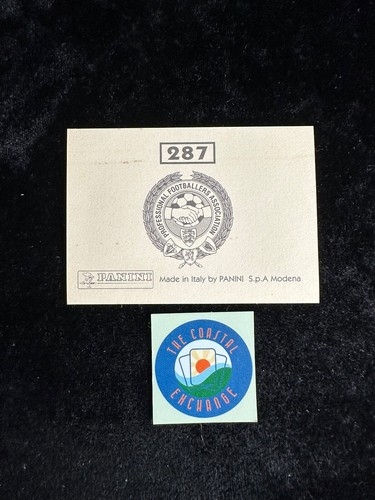 287
PROFESSIONAL FOOTBALLERS ASSOCIATION
PANINI
Made in Italy by PANINI S.p.A Modena
THE COASTAL
EXCHANGE